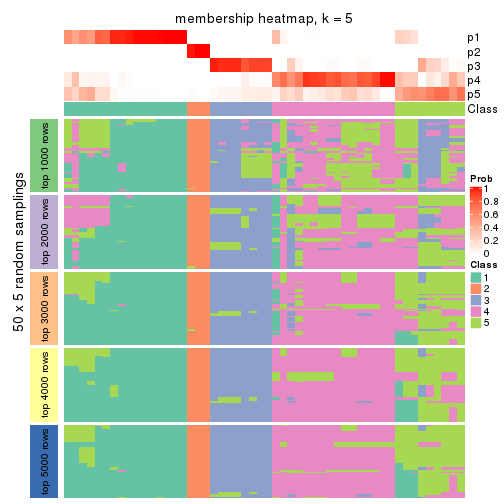 membership heatmap, k = 5
p1
p2
p3
p4
p5
Class
50 x 5 random samplings
top 1000 rows
top 2000 rows
top 3000 rows
top 4000 rows
top 5000 rows
Prob
1
0.8
0.6
0.4
0.2
0
Class
1
2
3
4
5